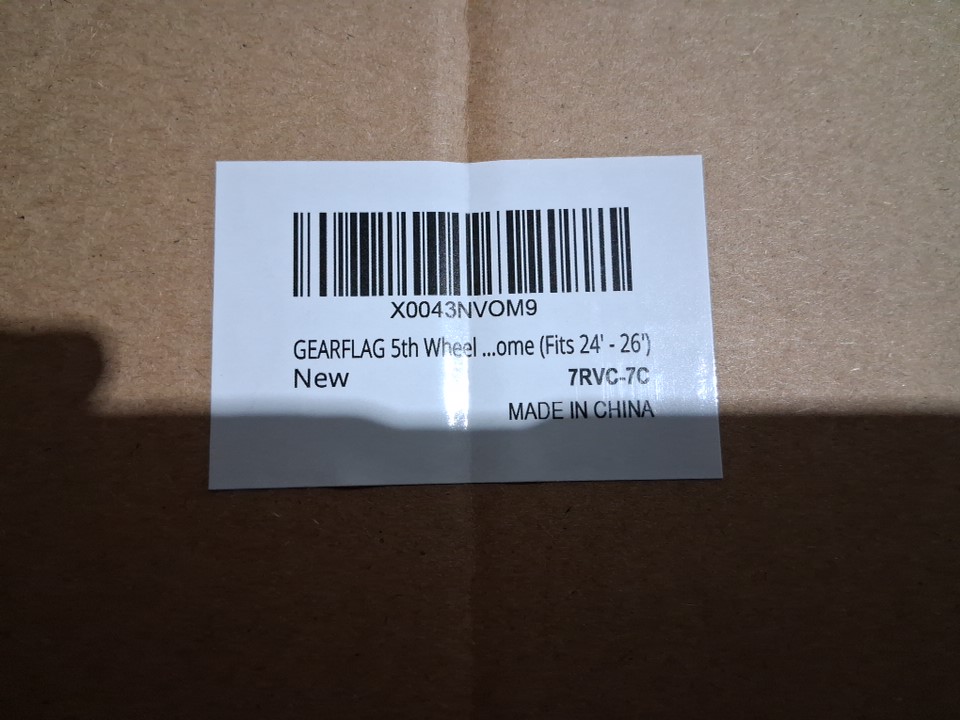 X0043NVOM9
GEARFLAG 5th Wheel ...ome (Fits 24' - 26')
New 7RVC-7C
MADE IN CHINA